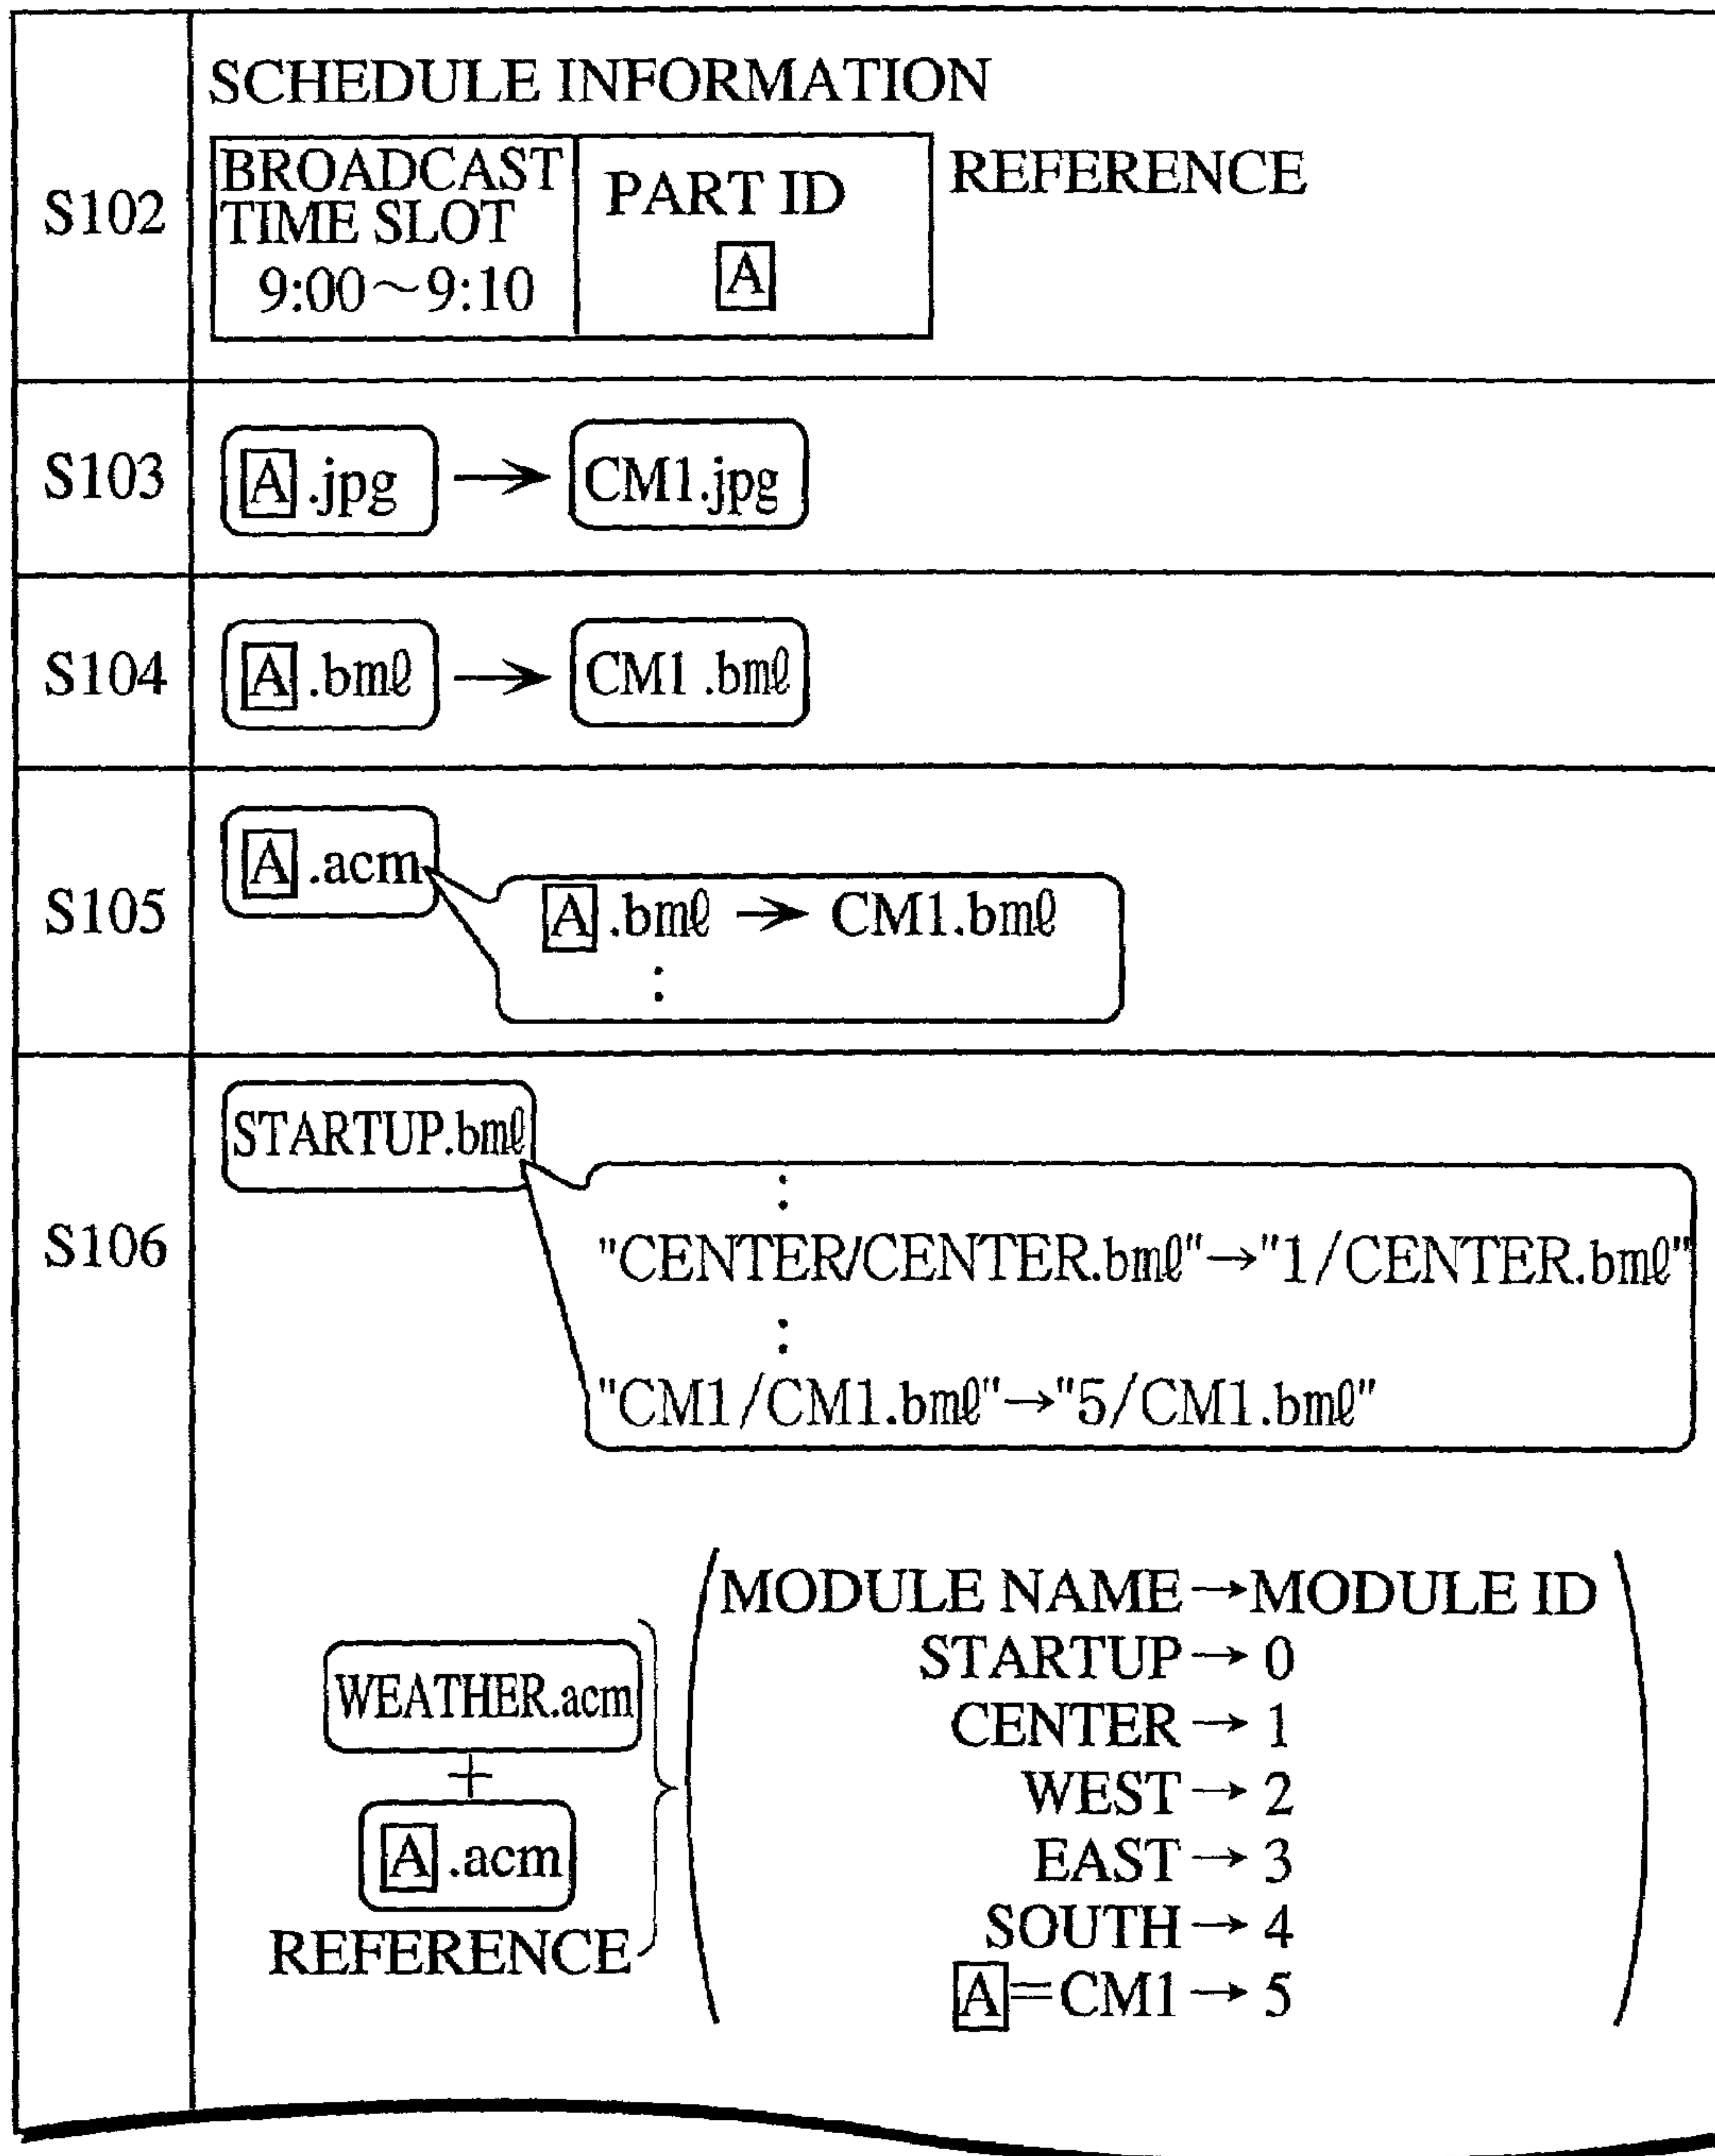 S102
SCHEDULE INFORMATION
BROADCAST TIME SLOT
9:00~9:10
PART ID
A
REFERENCE
S103
A.jpg → CM1.jpg
S104
A.bmℓ → CM1.bmℓ
S105
A.acm
A.bmℓ → CM1.bmℓ
:
S106
STARTUP.bmℓ
:
"CENTER/CENTER.bmℓ"→"1/CENTER.bmℓ"
:
"CM1/CM1.bmℓ"→"5/CM1.bmℓ"
WEATHER.acm
+
A.acm
REFERENCE
MODULE NAME→MODULE ID
STARTUP→0
CENTER→1
WEST→2
EAST→3
SOUTH→4
A=CM1→5